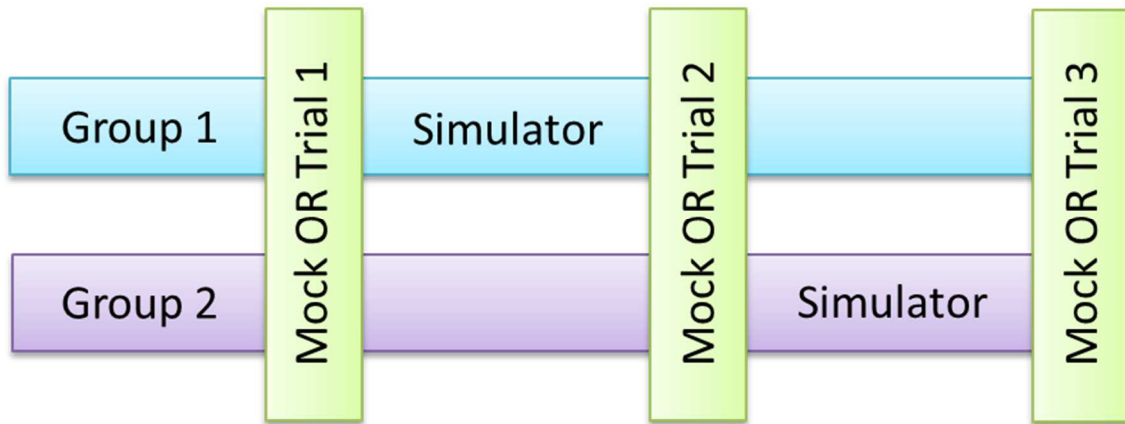 Group 1
Mock OR Trial 1
Simulator
Mock OR Trial 2
Mock OR Trial 3
Group 2
Simulator